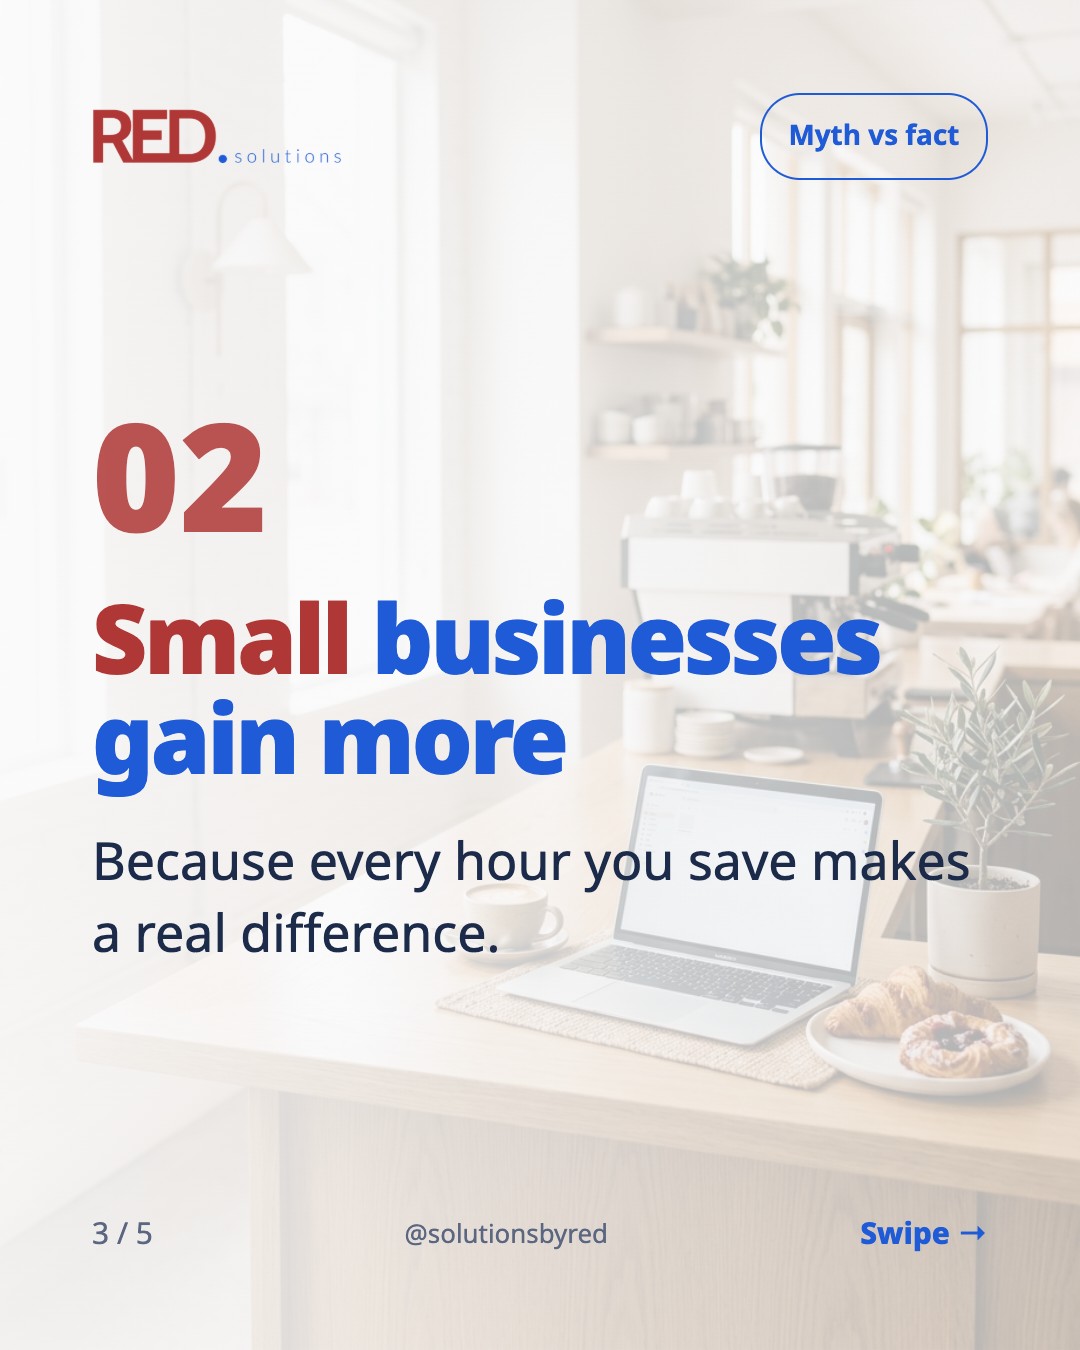 RED.solutions
Myth vs fact
02
Small businesses
gain more
Because every hour you save makes
a real difference.
3 / 5
@solutionsbyred
Swipe →